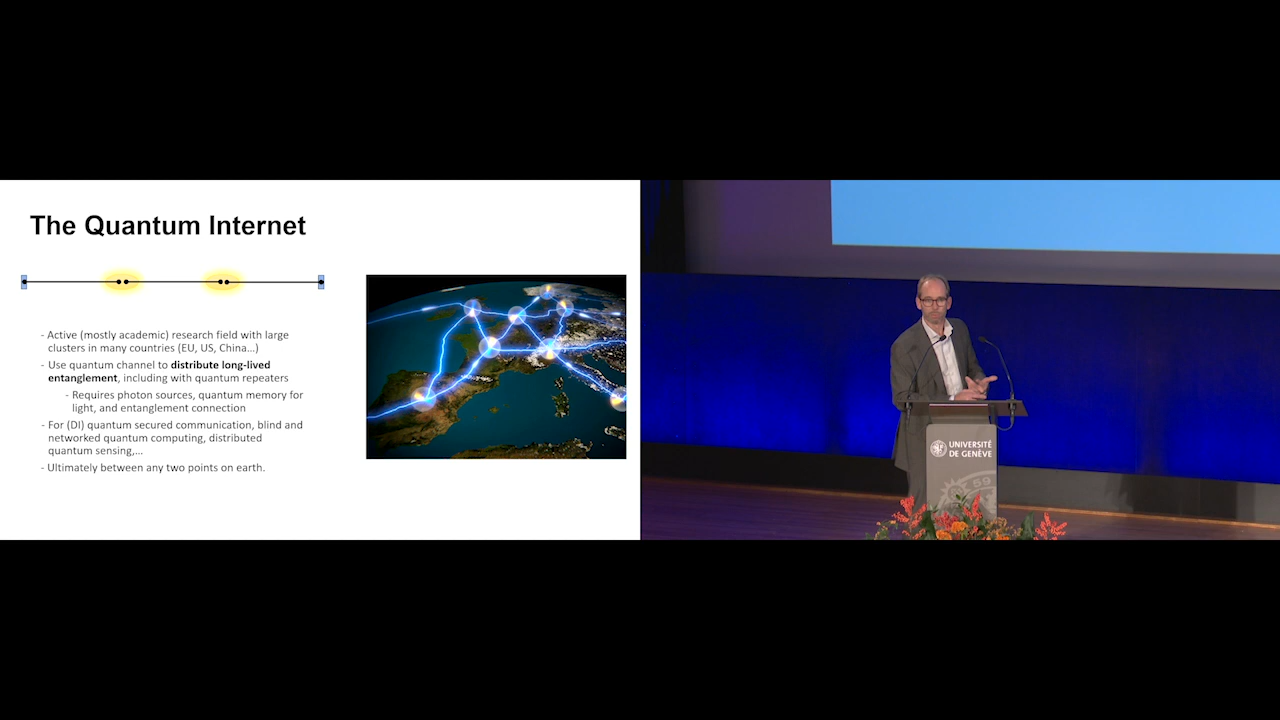 The Quantum Internet
- Active (mostly academic) research field with large
clusters in many countries (EU, US, China...)
- Use quantum channel to distribute long-lived
entanglement, including with quantum repeaters
- Requires photon sources, quantum memory for
light, and entanglement connection
- For (DI) quantum secured communication, blind and
networked quantum computing, distributed
quantum sensing,...
- Ultimately between any two points on earth.
UNIVERSITÉ
DE GENÈVE
59